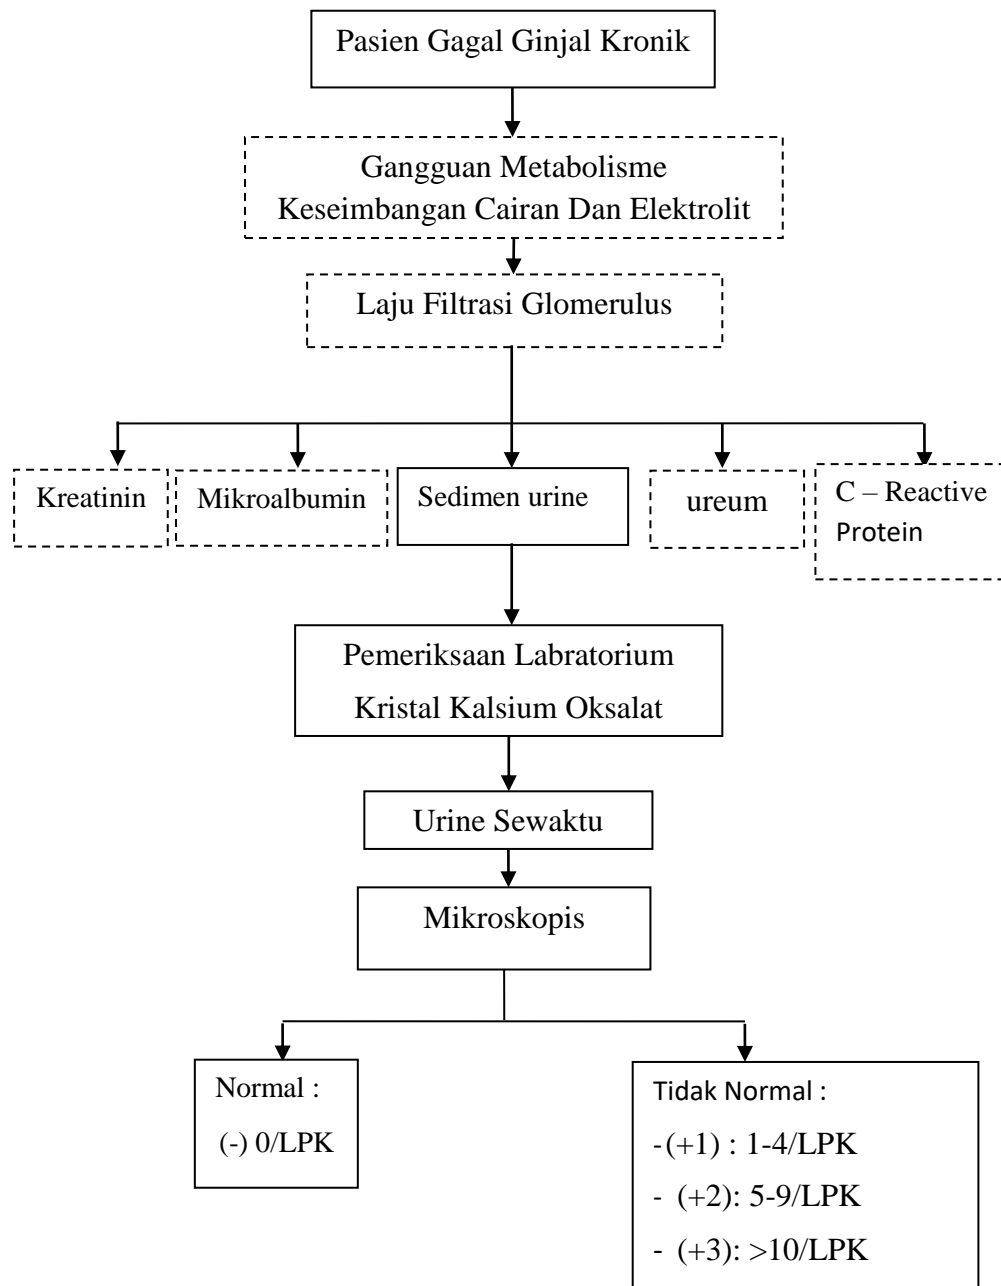 Pasien Gagal Ginjal Kronik
Gangguan Metabolisme
Keseimbangan Cairan Dan Elektrolit
Laju Filtrasi Glomerulus
Kreatinin
Mikroalbumin
Sedimen urine
ureum
C – Reactive
Protein
Pemeriksaan Labratorium
Kristal Kalsium Oksalat
Urine Sewaktu
Mikroskopis
Normal :
(-) 0/LPK
Tidak Normal :
-(+1) : 1-4/LPK
- (+2): 5-9/LPK
- (+3): >10/LPK